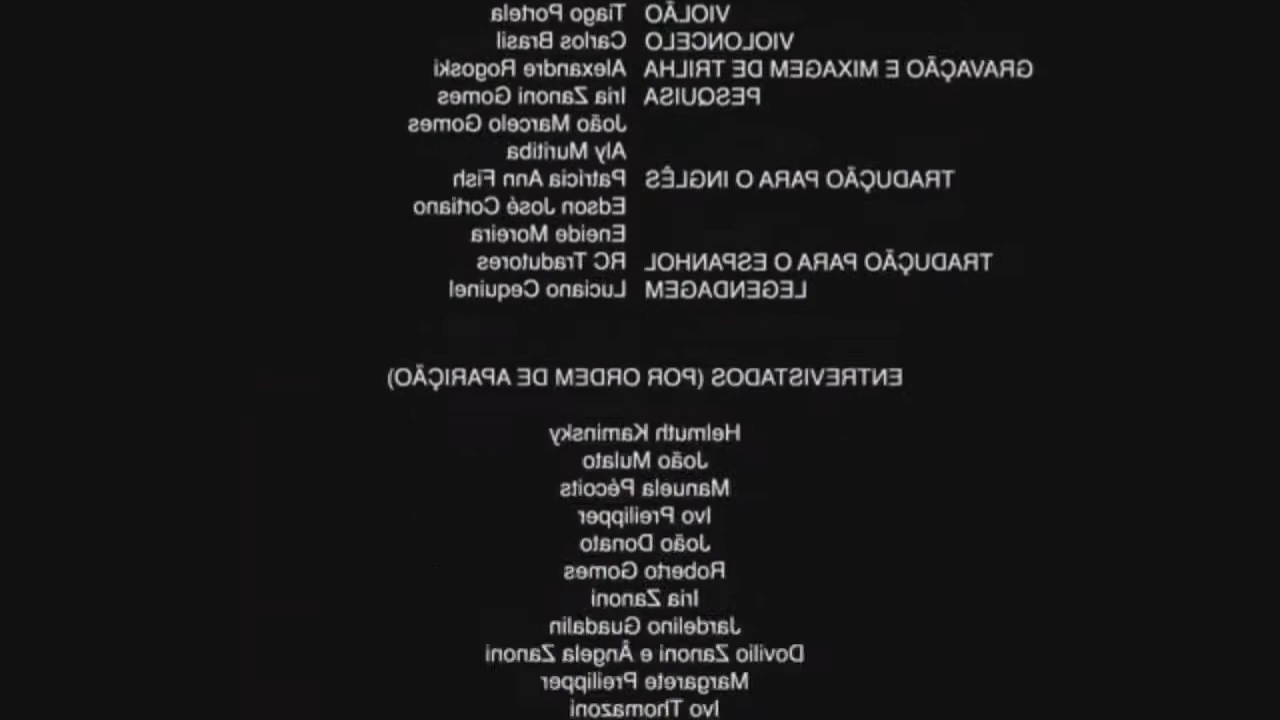 VIOLÃO Tiago Portela
VIOLONCELO Carlos Brasil
GRAVAÇÃO E MIXAGEM DE TRILHA Alexandre Rogoski
PESQUISA Iria Zanoni Gomes
João Marcelo Gomes
Aly Muritiba
TRADUÇÃO PARA O INGLÊS Patrícia Ann Fish
Edson José Cortiano
Eneide Moreira
TRADUÇÃO PARA O ESPANHOL RC Tradutores
LEGENDAGEM Luciano Cequinel
ENTREVISTADOS (POR ORDEM DE APARIÇÃO)
Helmuth Kaminsky
João Mulato
Manuela Pécoits
Ivo Preilipper
João Donato
Roberto Gomes
Iria Zanoni
Jardelino Guadalin
Dovilio Zanoni e Ângela Zanoni
Margarete Preilipper
Ivo Thomazoni